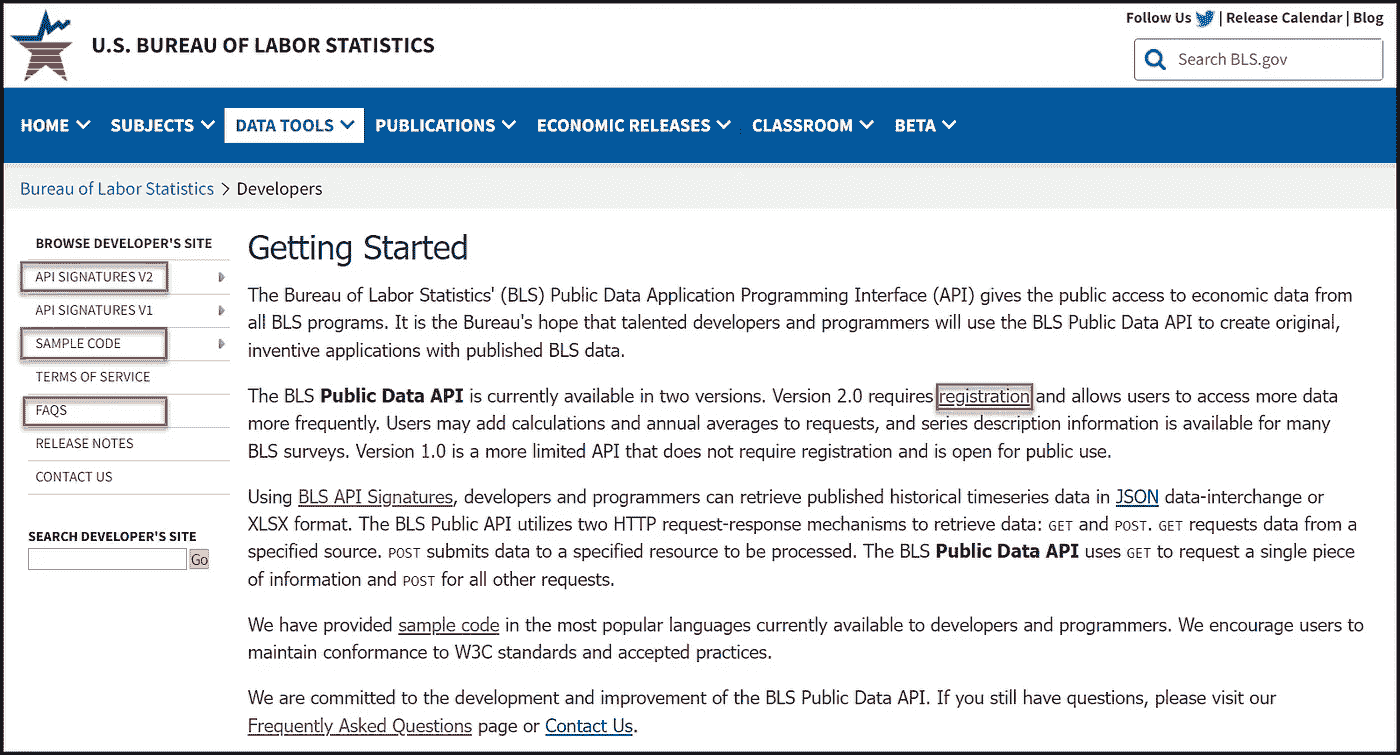 Follow Us | Release Calendar | Blog
U.S. BUREAU OF LABOR STATISTICS
Search BLS.gov
HOME SUBJECTS DATA TOOLS PUBLICATIONS ECONOMIC RELEASES CLASSROOM BETA
Bureau of Labor Statistics > Developers
BROWSE DEVELOPER'S SITE
API SIGNATURES V2
API SIGNATURES V1
SAMPLE CODE
TERMS OF SERVICE
FAQS
RELEASE NOTES
CONTACT US
SEARCH DEVELOPER'S SITE
Go
Getting Started
The Bureau of Labor Statistics' (BLS) Public Data Application Programming Interface (API) gives the public access to economic data from
all BLS programs. It is the Bureau's hope that talented developers and programmers will use the BLS Public Data API to create original,
inventive applications with published BLS data.
The BLS Public Data API is currently available in two versions. Version 2.0 requires registration and allows users to access more data
more frequently. Users may add calculations and annual averages to requests, and series description information is available for many
BLS surveys. Version 1.0 is a more limited API that does not require registration and is open for public use.
Using BLS API Signatures, developers and programmers can retrieve published historical timeseries data in JSON data-interchange or
XLSX format. The BLS Public API utilizes two HTTP request-response mechanisms to retrieve data: GET and POST. GET requests data from a
specified source. POST submits data to a specified resource to be processed. The BLS Public Data API uses GET to request a single piece
of information and POST for all other requests.
We have provided sample code in the most popular languages currently available to developers and programmers. We encourage users to
maintain conformance to W3C standards and accepted practices.
We are committed to the development and improvement of the BLS Public Data API. If you still have questions, please visit our
Frequently Asked Questions page or Contact Us.